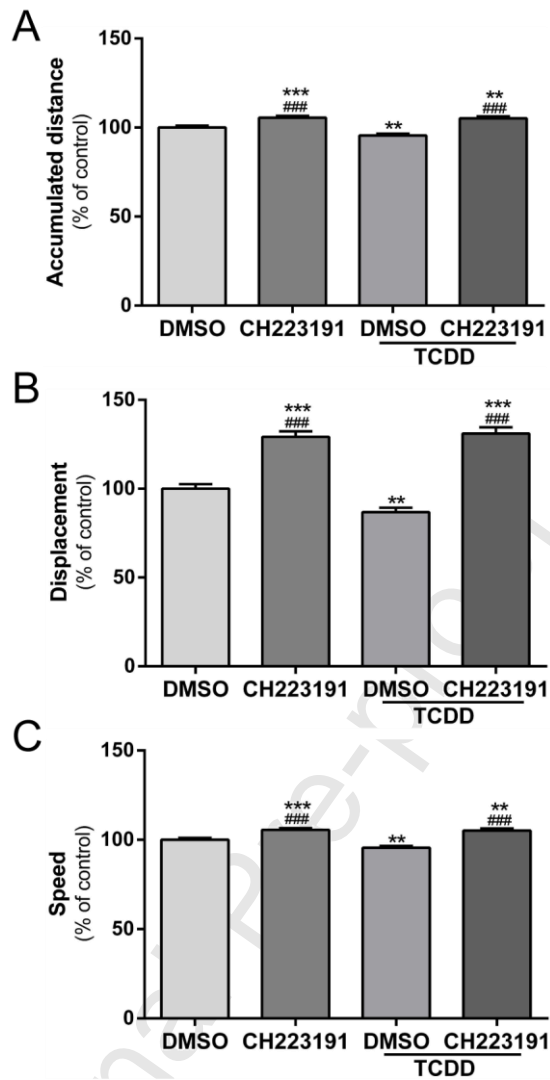 A
Accumulated distance
(% of control)
150
100
50
0
***
###
**
**
###
DMSO CH223191 DMSO CH223191
TCDD
B
Displacement
(% of control)
150
100
50
0
***
###
**
***
###
DMSO CH223191 DMSO CH223191
TCDD
C
Speed
(% of control)
150
100
50
0
***
###
**
**
###
DMSO CH223191 DMSO CH223191
TCDD